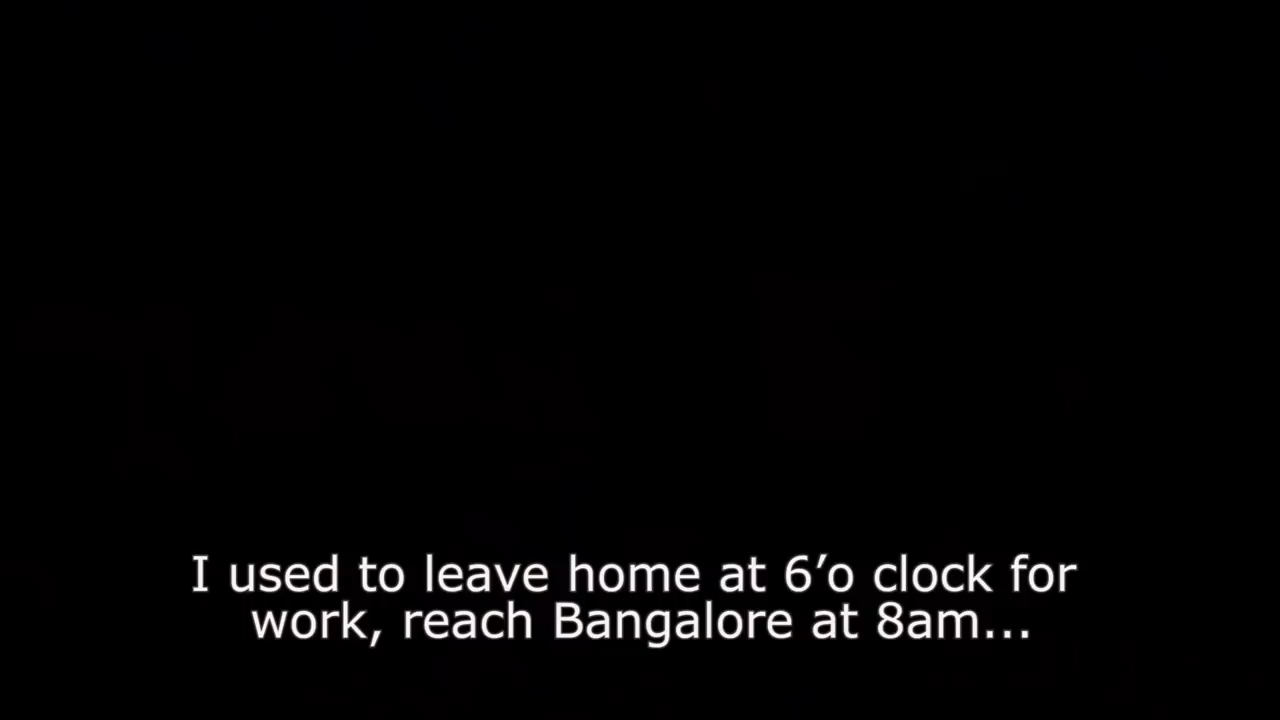 I used to leave home at 6’o clock for
work, reach Bangalore at 8am...